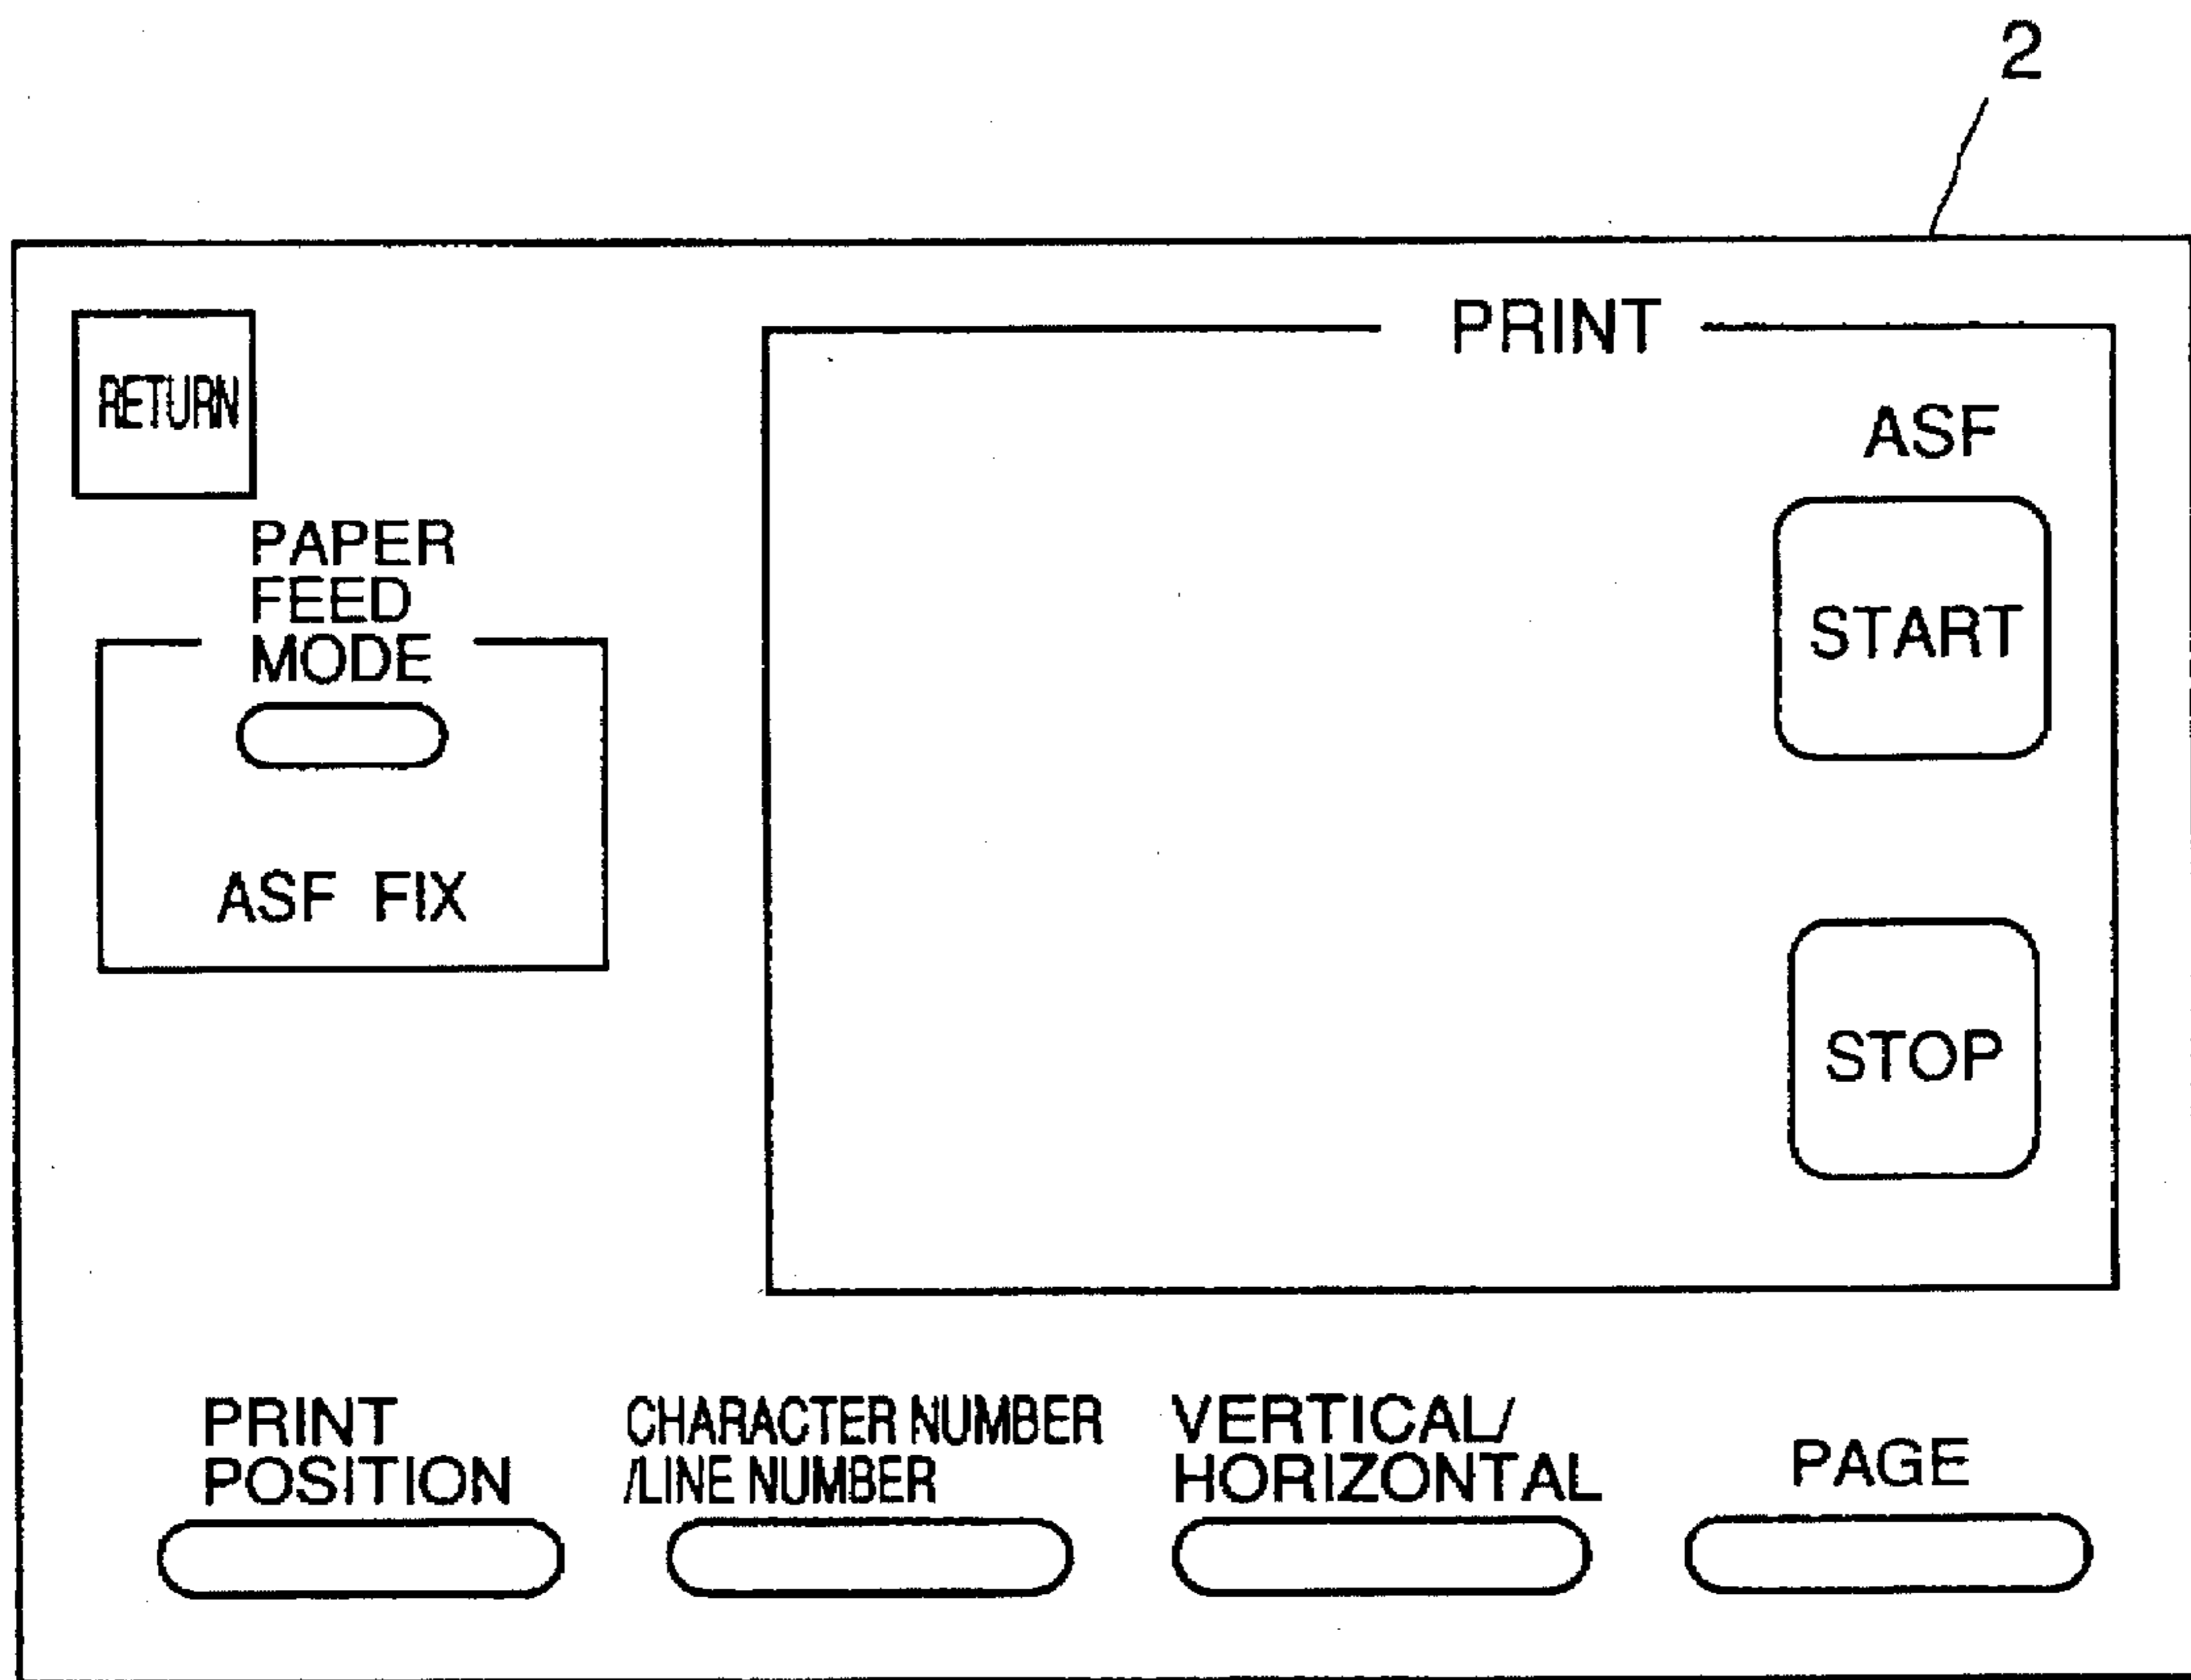 2
RETURN
PAPER
FEED
MODE
ASF FIX
PRINT
ASF
START
STOP
PRINT
POSITION
CHARACTER NUMBER
/LINE NUMBER
VERTICAL/
HORIZONTAL
PAGE